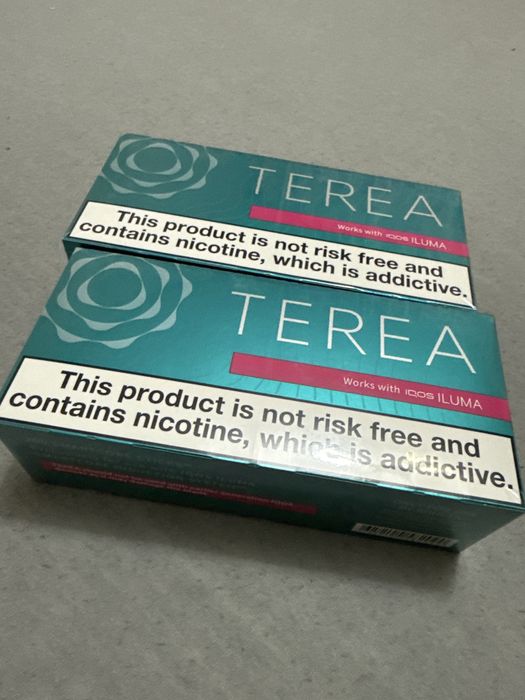 TEREA
Works with IQOS ILUMA
This product is not risk free and
contains nicotine, which is addictive.
TEREA
Works with IQOS ILUMA
This product is not risk free and
contains nicotine, which is addictive.